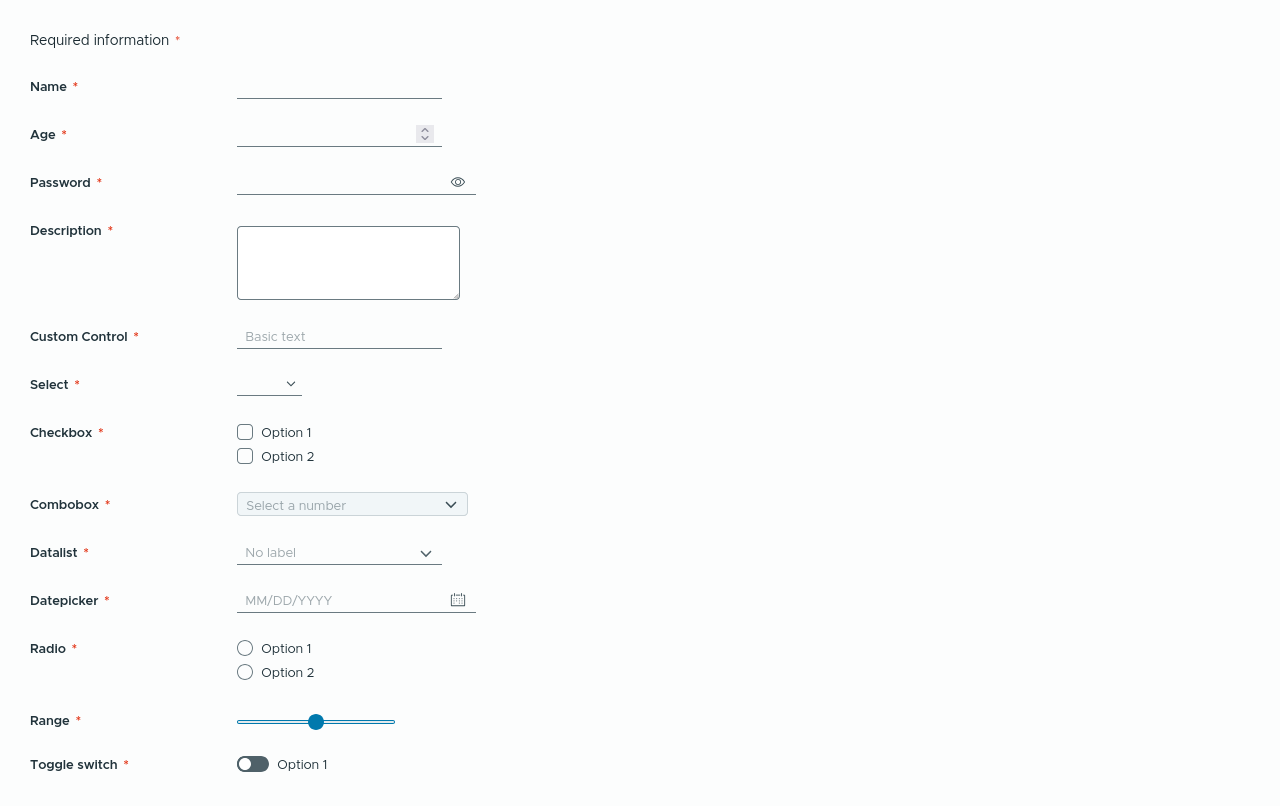 Required information *
Name *
Age *
Password *
Description *
Custom Control * Basic text
Select *
Checkbox * Option 1
Option 2
Combobox * Select a number
Datalist * No label
Datepicker * MM/DD/YYYY
Radio * Option 1
Option 2
Range *
Toggle switch * Option 1